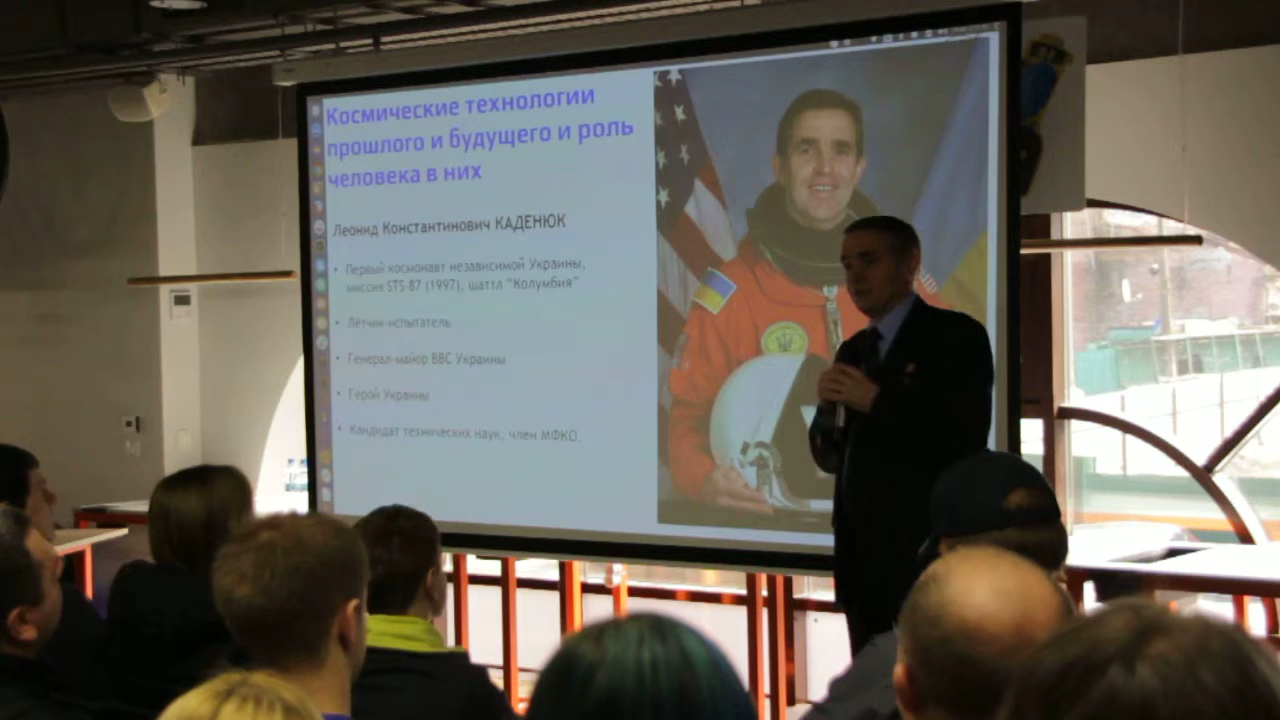 Космические технологии
прошлого и будущего и роль
человека в них
Леонид Константинович КАДЕНЮК
• Первый космонавт независимой Украины,
миссия STS-87 (1997), шаттл "Колумбия"
• Лётчик-испытатель
• Генерал-майор ВВС Украины
• Герой Украины
• Кандидат технических наук, член МФКО.